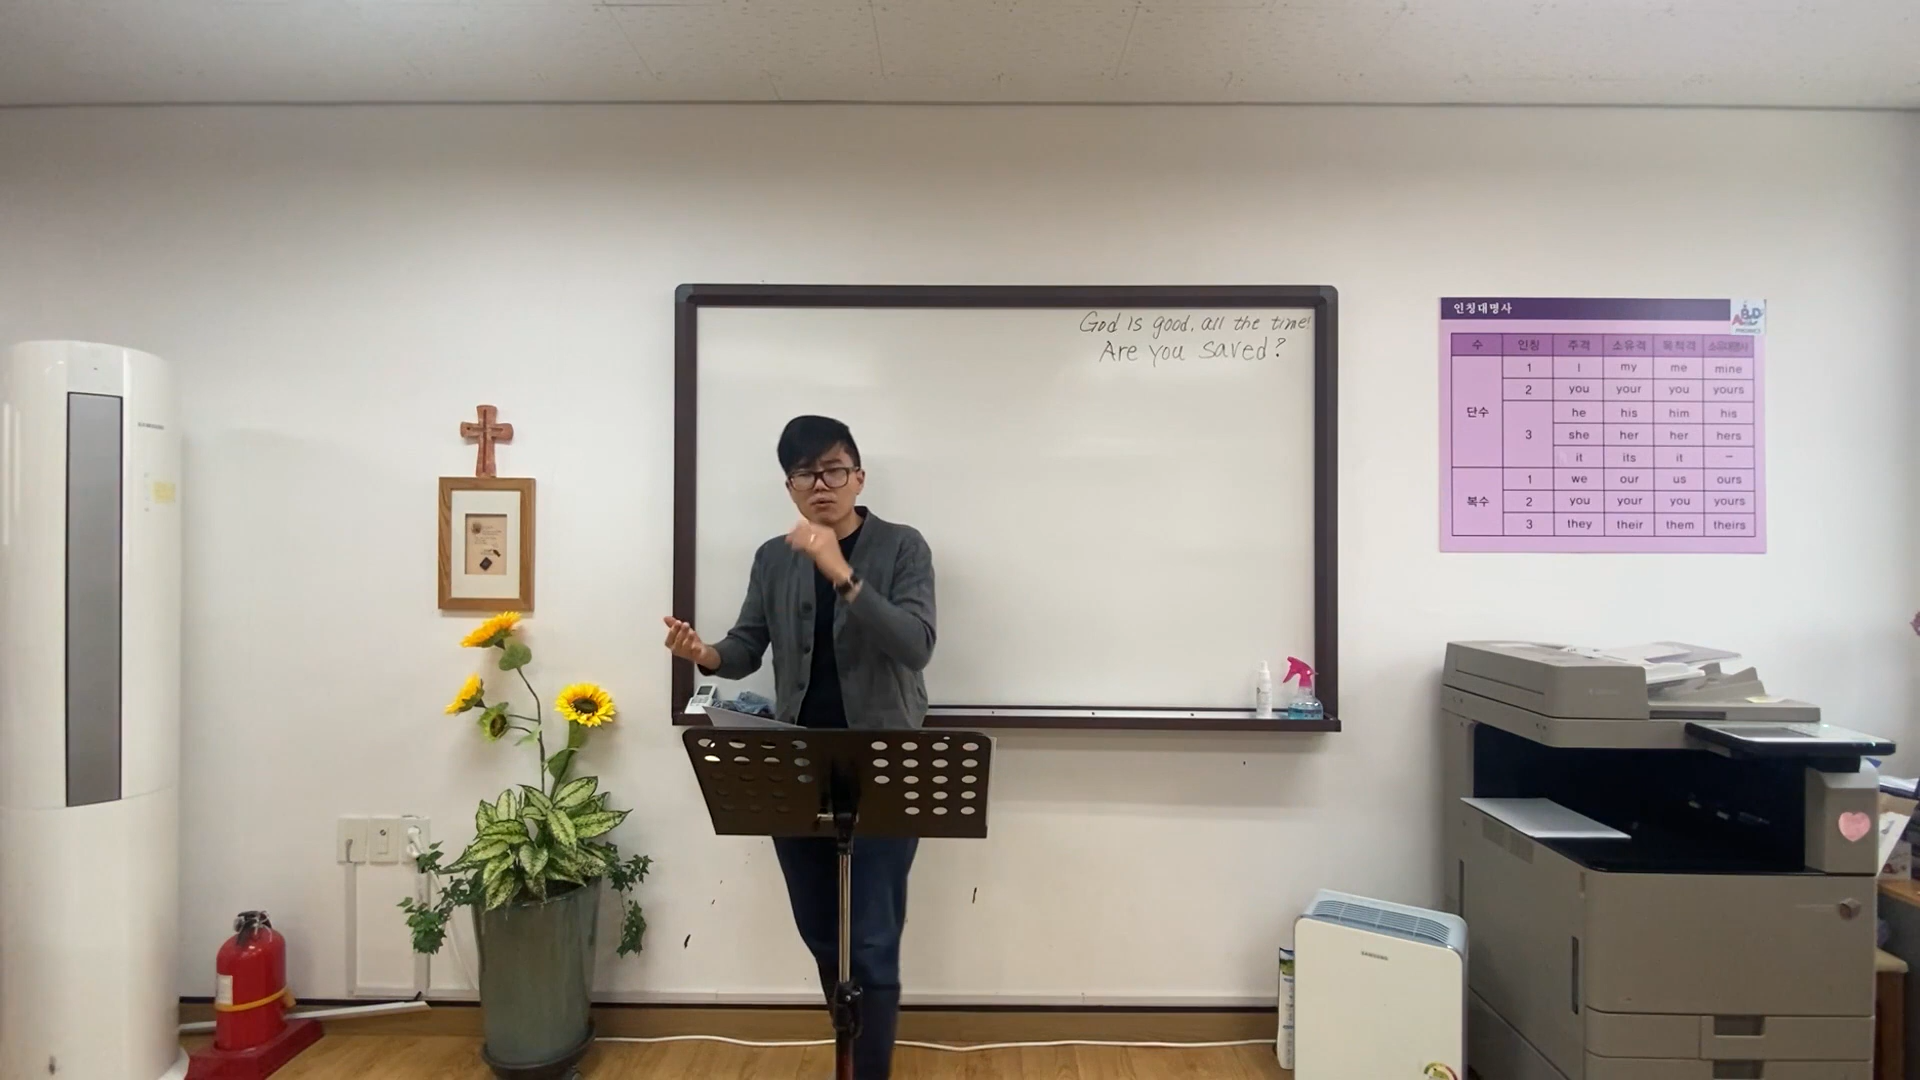 God is good, all the time!
Are you saved?
인칭대명사
수 인칭 주격 소유격 목적격 소유대명사
단수 1 I my me mine
2 you your you yours
3 he his him his
she her her hers
it its it –
복수 1 we our us ours
2 you your you yours
3 they their them theirs
SAMSUNG